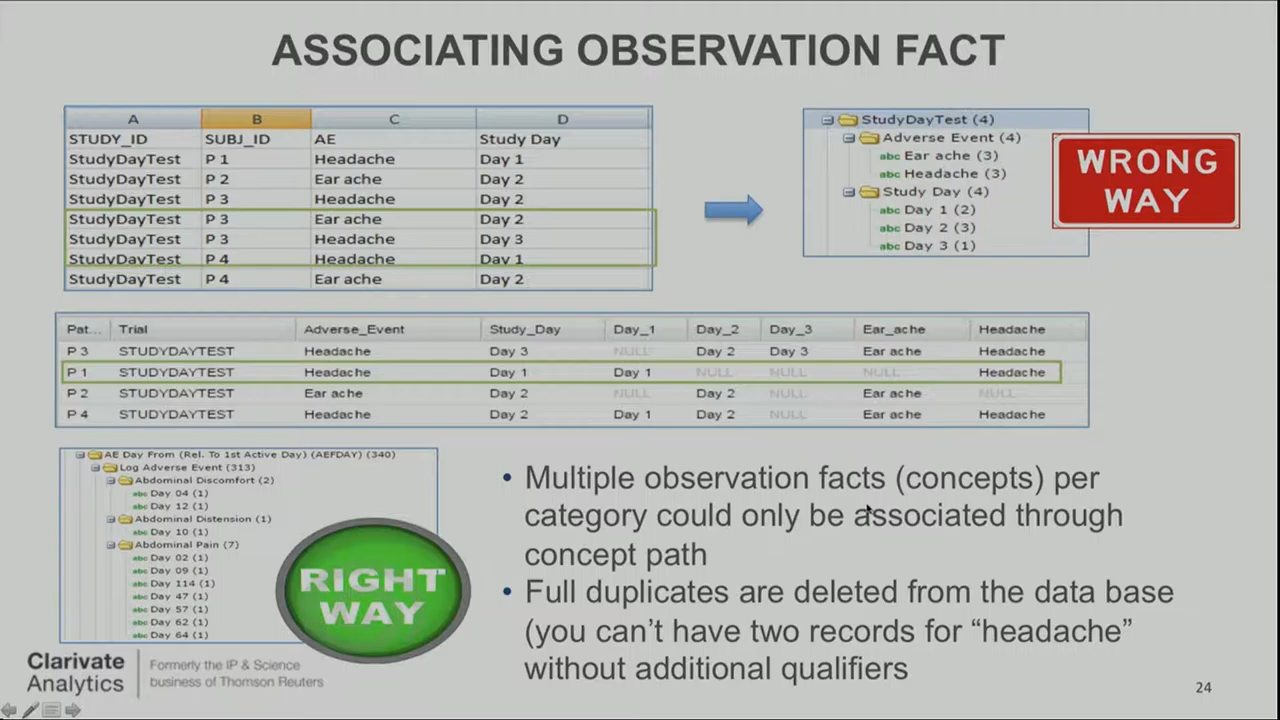 ASSOCIATING OBSERVATION FACT
A B C D
STUDY_ID SUBJ_ID AE Study Day
StudyDayTest P 1 Headache Day 1
StudyDayTest P 2 Ear ache Day 2
StudyDayTest P 3 Headache Day 2
StudyDayTest P 3 Ear ache Day 2
StudyDayTest P 3 Headache Day 3
StudyDayTest P 4 Headache Day 1
StudyDayTest P 4 Ear ache Day 2
StudyDayTest (4)
Adverse Event (4)
abc Ear ache (3)
abc Headache (3)
Study Day (4)
abc Day 1 (2)
abc Day 2 (3)
abc Day 3 (1)
WRONG
WAY
Pat... Trial Adverse_Event Study_Day Day_1 Day_2 Day_3 Ear_ache Headache
P 3 STUDYDAYTEST Headache Day 3 NULL Day 2 Day 3 Ear ache Headache
P 1 STUDYDAYTEST Headache Day 1 Day 1 NULL NULL NULL Headache
P 2 STUDYDAYTEST Ear ache Day 2 NULL Day 2 NULL Ear ache NULL
P 4 STUDYDAYTEST Headache Day 2 Day 1 Day 2 NULL Ear ache Headache
AE Day From (Rel. To 1st Active Day) (AEFDAY) (340)
Log Adverse Event (313)
Abdominal Discomfort (2)
abc Day 04 (1)
abc Day 12 (1)
Abdominal Distension (1)
abc Day 10 (1)
Abdominal Pain (7)
abc Day 02 (1)
abc Day 09 (1)
abc Day 114 (1)
abc Day 47 (1)
abc Day 57 (1)
abc Day 62 (1)
abc Day 64 (1)
RIGHT
WAY
• Multiple observation facts (concepts) per
category could only be associated through
concept path
• Full duplicates are deleted from the data base
(you can't have two records for "headache"
without additional qualifiers
Clarivate
Analytics
Formerly the IP & Science
business of Thomson Reuters
24